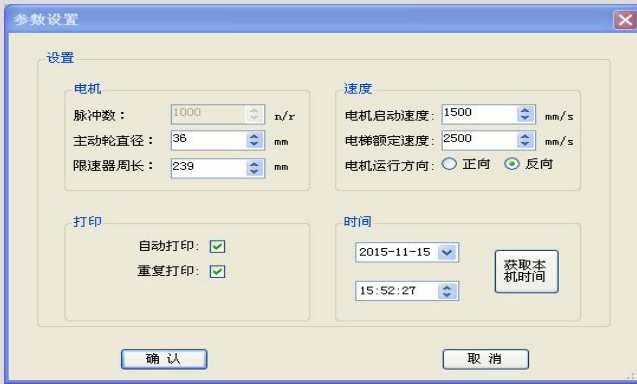 参数设置
设置
电机
脉冲数： 1000 n/r
主动轮直径： 36 mm
限速器周长： 239 mm
速度
电机启动速度: 1500 mm/s
电梯额定速度: 2500 mm/s
电机运行方向: 正向 反向
打印
自动打印:
重复打印:
时间
2015-11-15
15:52:27
获取本
机时间
确 认
取 消